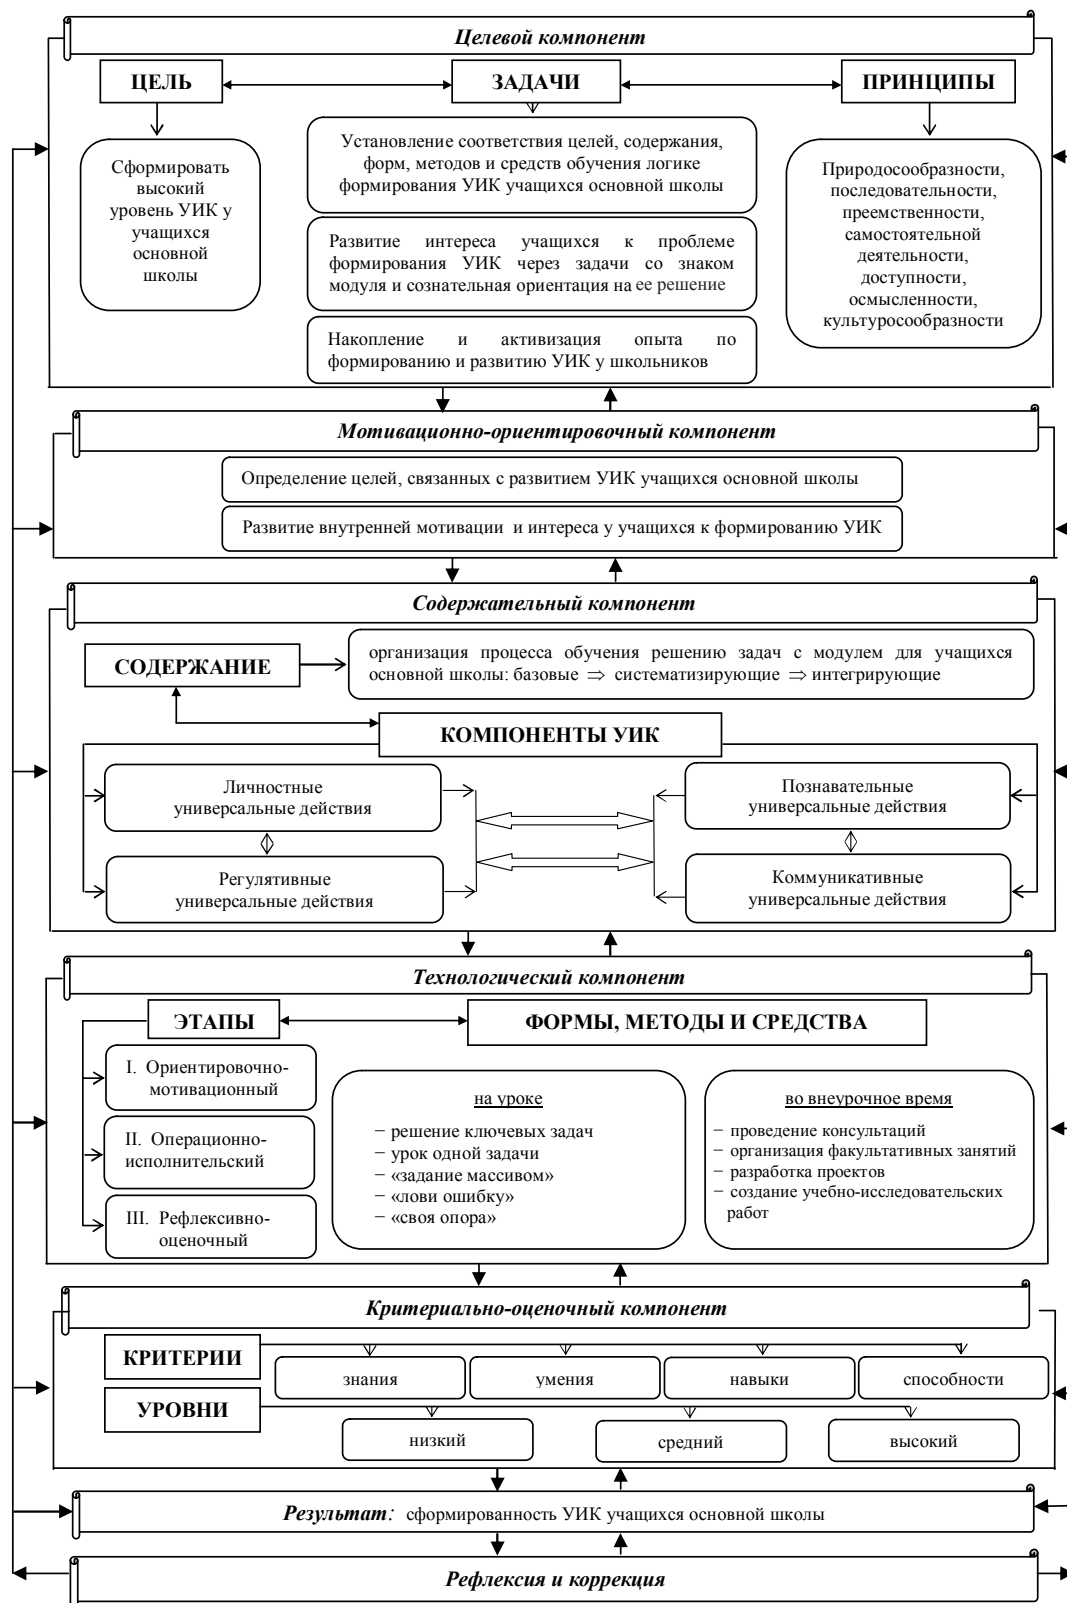 Целевой компонент
ЦЕЛЬ
ЗАДАЧИ
ПРИНЦИПЫ
Сформировать
высокий
уровень УИК у
учащихся
основной
школы
Установление соответствия целей, содержания,
форм, методов и средств обучения логике
формирования УИК учащихся основной школы
Развитие интереса учащихся к проблеме
формирования УИК через задачи со знаком
модуля и сознательная ориентация на ее решение
Накопление и активизация опыта по
формированию и развитию УИК у школьников
Природосообразности,
последовательности,
преемственности,
самостоятельной
деятельности,
доступности,
осмысленности,
культуросообразности
Мотивационно-ориентировочный компонент
Определение целей, связанных с развитием УИК учащихся основной школы
Развитие внутренней мотивации и интереса у учащихся к формированию УИК
Содержательный компонент
СОДЕРЖАНИЕ
организация процесса обучения решению задач с модулем для учащихся
основной школы: базовые ⇒ систематизирующие ⇒ интегрирующие
КОМПОНЕНТЫ УИК
Личностные
универсальные действия
Познавательные
универсальные действия
Регулятивные
универсальные действия
Коммуникативные
универсальные действия
Технологический компонент
ЭТАПЫ
ФОРМЫ, МЕТОДЫ И СРЕДСТВА
I. Ориентировочно-
мотивационный
II. Операционно-
исполнительский
III. Рефлексивно-
оценочный
на уроке
− решение ключевых задач
− урок одной задачи
− «задание массивом»
− «лови ошибку»
− «своя опора»
во внеурочное время
− проведение консультаций
− организация факультативных занятий
− разработка проектов
− создание учебно-исследовательских
работ
Критериально-оценочный компонент
КРИТЕРИИ
знания
умения
навыки
способности
УРОВНИ
низкий
средний
высокий
Результат: сформированность УИК учащихся основной школы
Рефлексия и коррекция